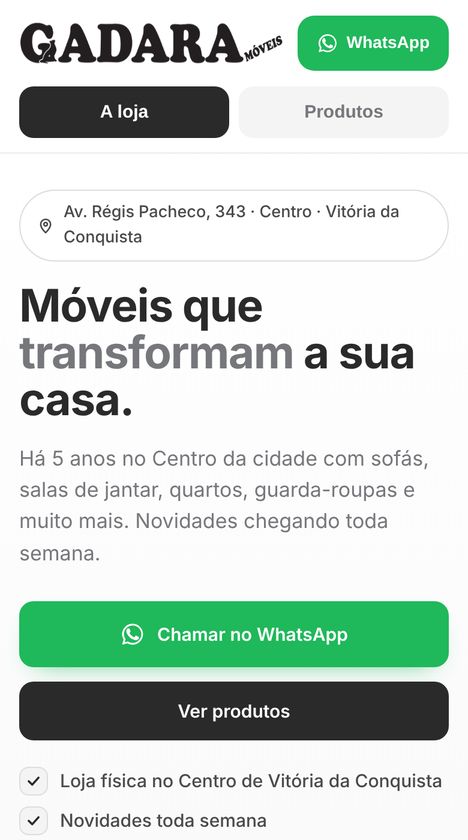 GADARA MÓVEIS
WhatsApp
A loja
Produtos
Av. Régis Pacheco, 343 · Centro · Vitória da
Conquista
Móveis que
transformam a sua
casa.
Há 5 anos no Centro da cidade com sofás,
salas de jantar, quartos, guarda-roupas e
muito mais. Novidades chegando toda
semana.
Chamar no WhatsApp
Ver produtos
Loja física no Centro de Vitória da Conquista
Novidades toda semana